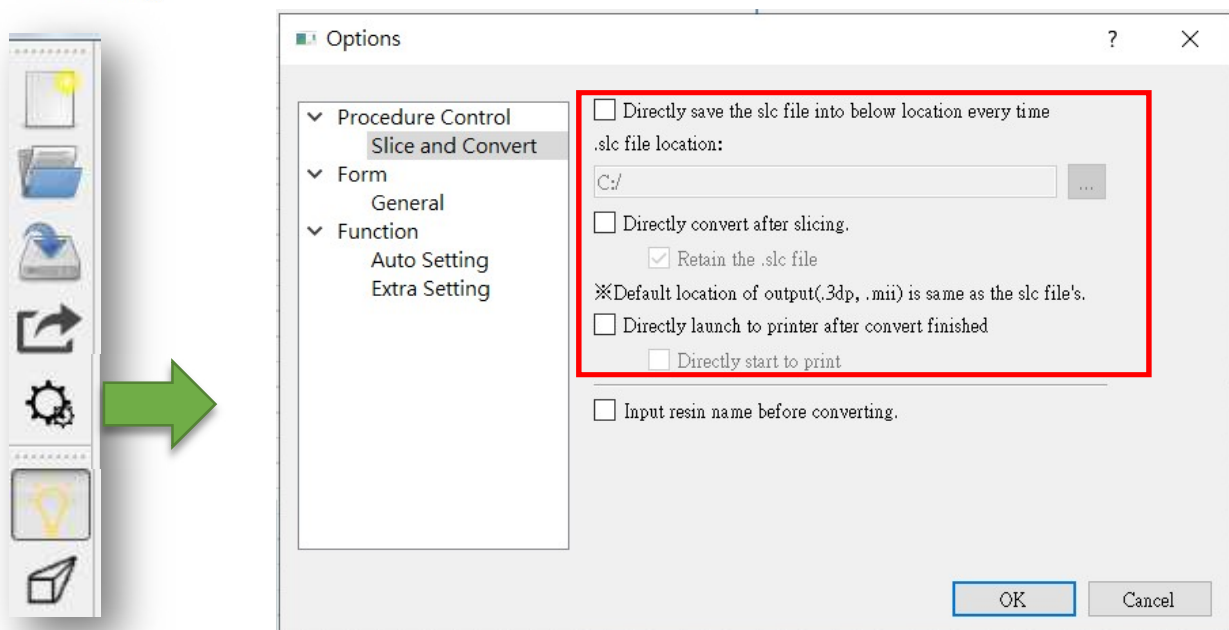 Options
?
Procedure Control
Slice and Convert
Form
General
Function
Auto Setting
Extra Setting
Directly save the slc file into below location every time
.slc file location:
C:/
...
Directly convert after slicing.
Retain the .slc file
※Default location of output(.3dp, .mii) is same as the slc file's.
Directly launch to printer after convert finished
Directly start to print
Input resin name before converting.
OK
Cancel